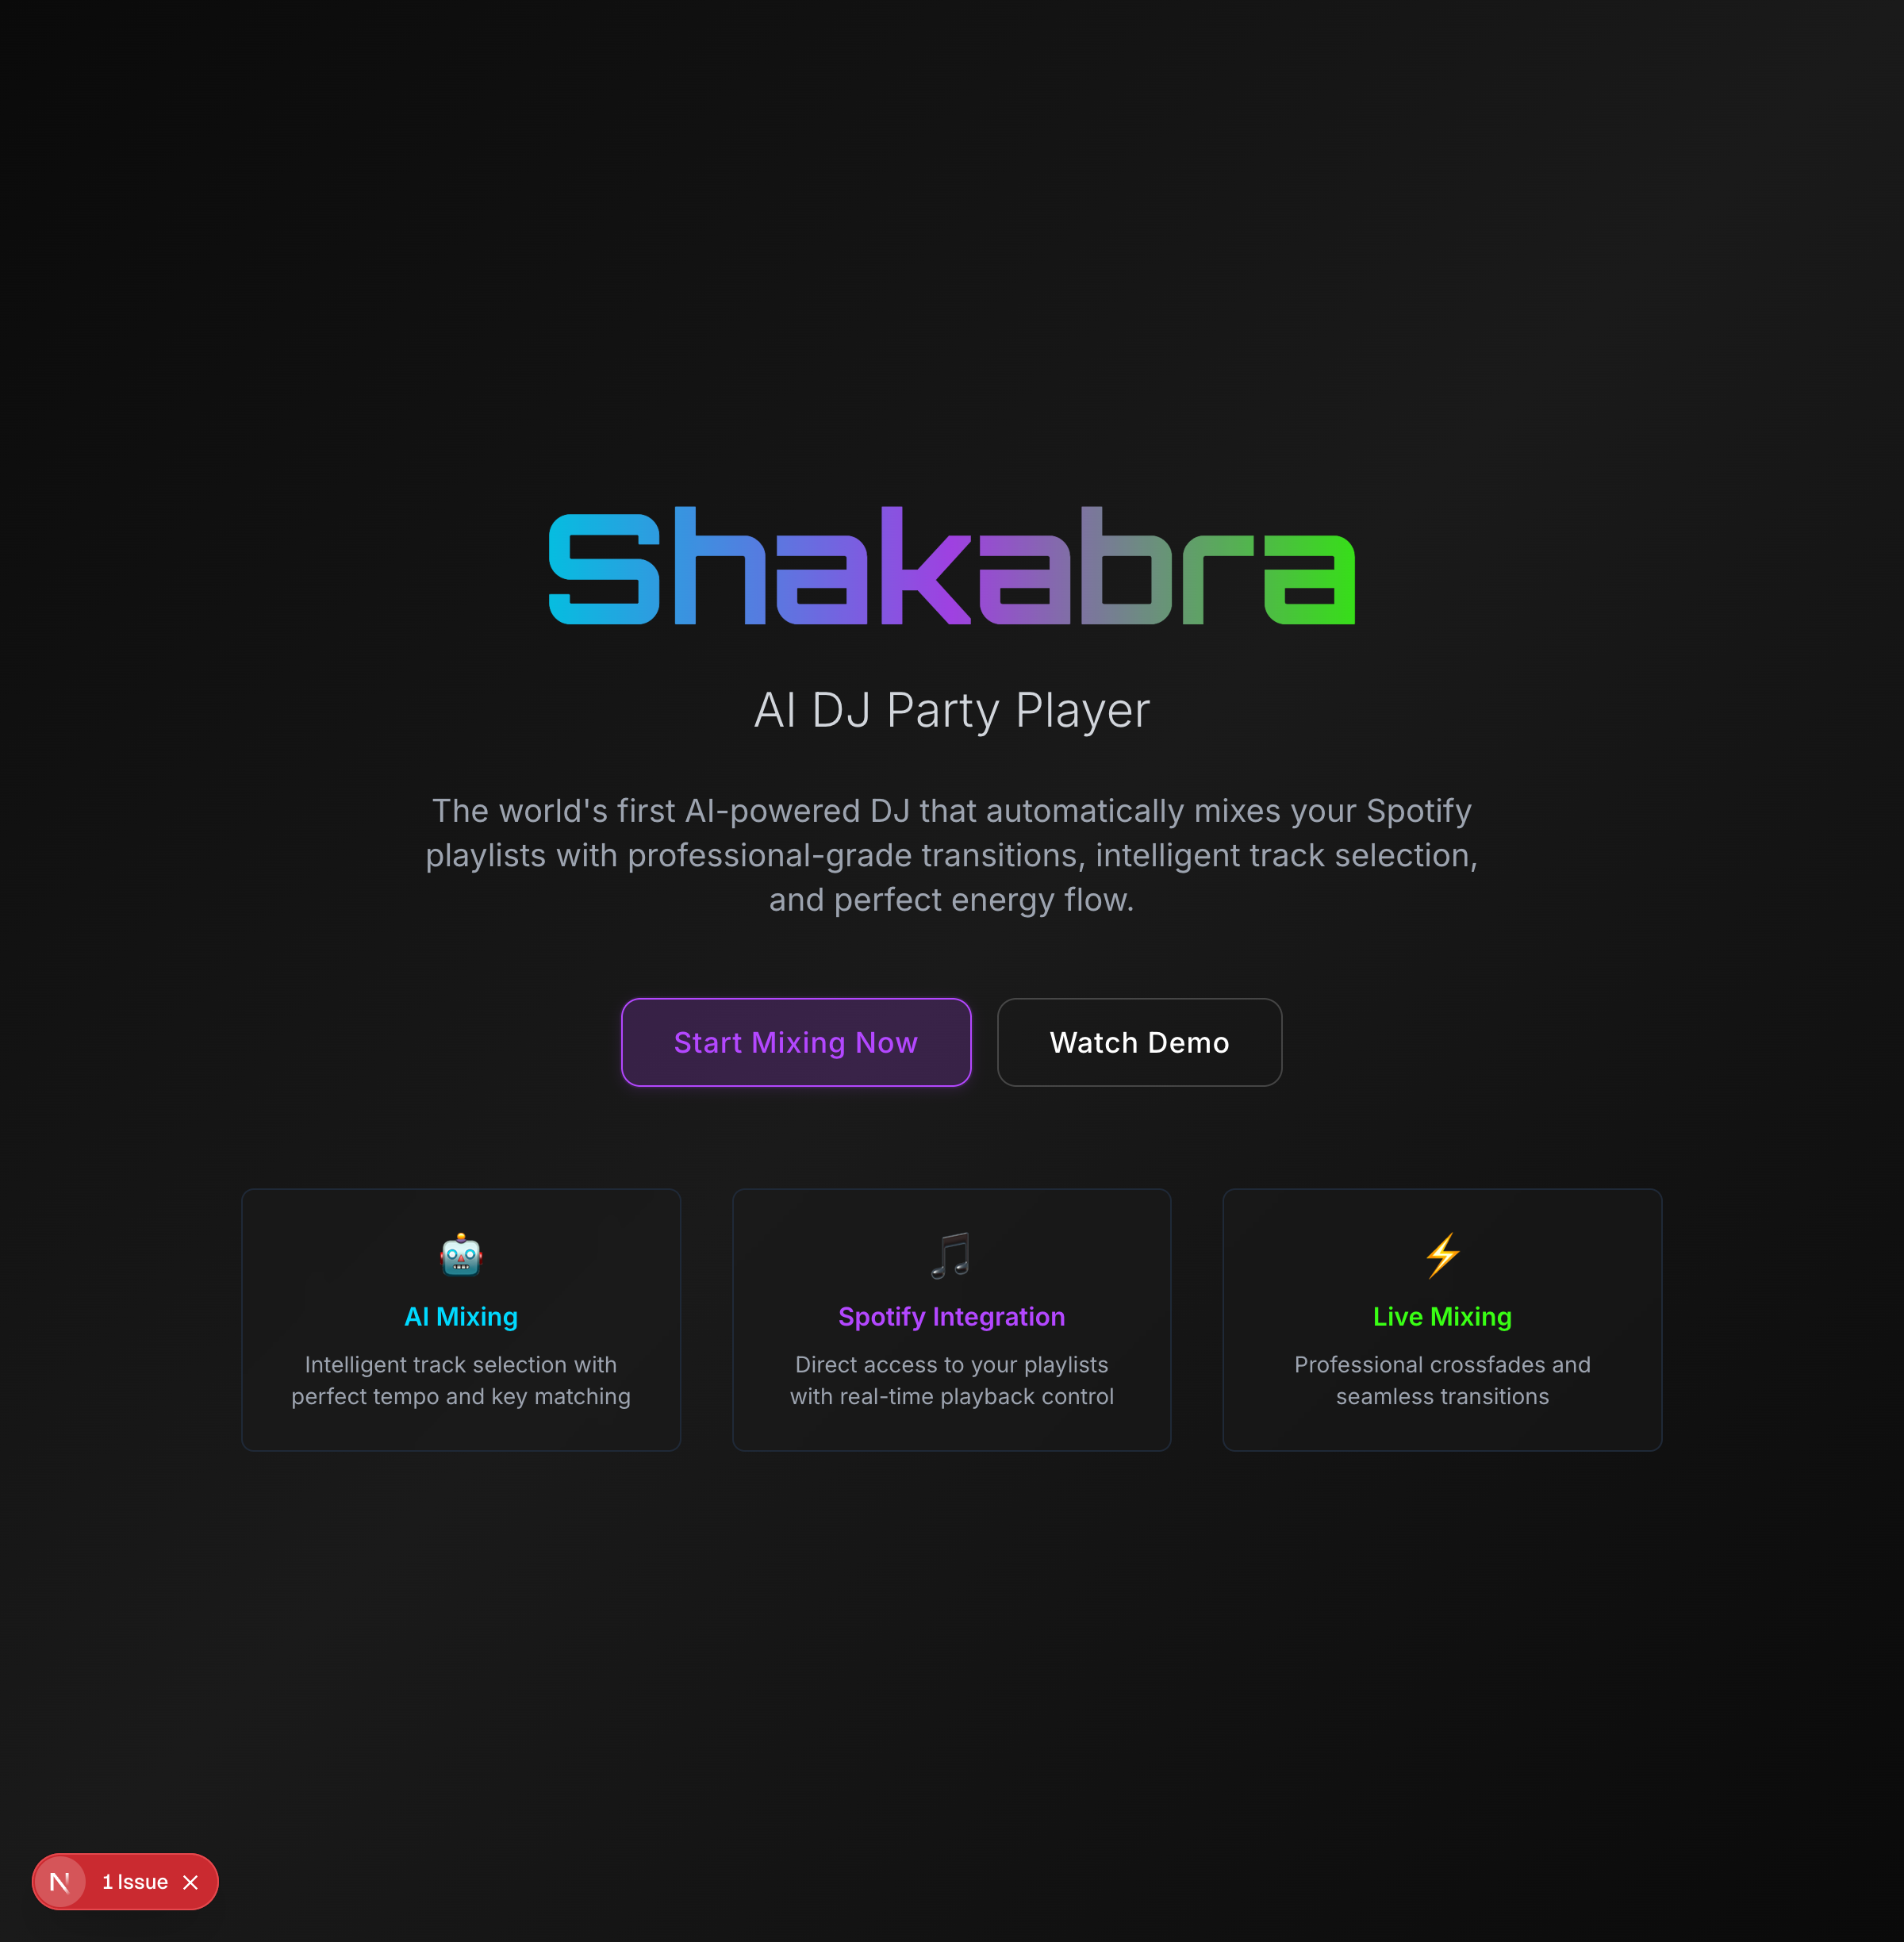 Shakabra
AI DJ Party Player
The world's first AI-powered DJ that automatically mixes your Spotify
playlists with professional-grade transitions, intelligent track selection,
and perfect energy flow.
Start Mixing Now
Watch Demo
AI Mixing
Intelligent track selection with
perfect tempo and key matching
Spotify Integration
Direct access to your playlists
with real-time playback control
Live Mixing
Professional crossfades and
seamless transitions
N 1 Issue